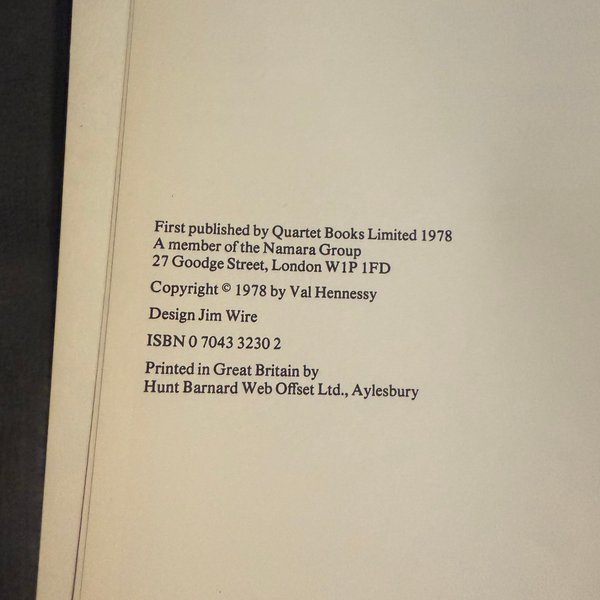 First published by Quartet Books Limited 1978
A member of the Namara Group
27 Goodge Street, London W1P 1FD
Copyright © 1978 by Val Hennessy
Design Jim Wire
ISBN 0 7043 3230 2
Printed in Great Britain by
Hunt Barnard Web Offset Ltd., Aylesbury